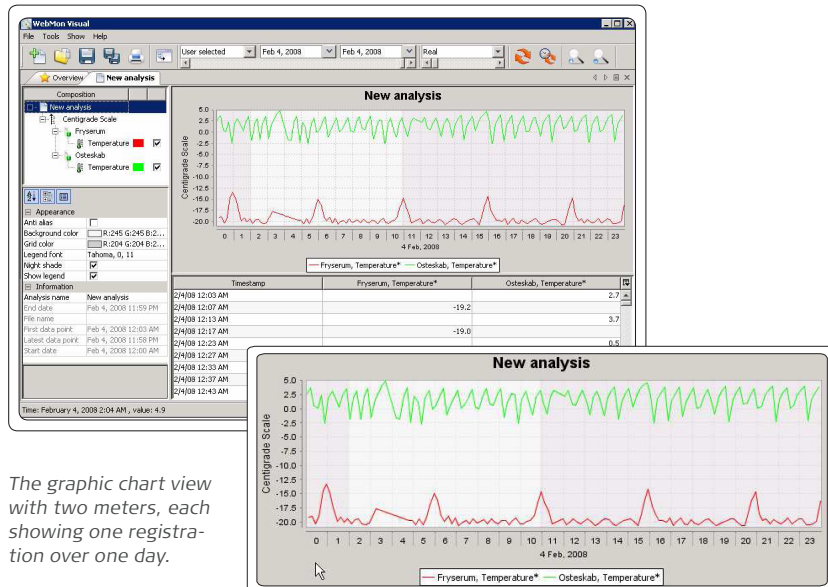 WebMon Visual
File Tools Show Help
User selected Feb 4, 2008 Feb 4, 2008 Real
Overview New analysis
Composition
New analysis
Centigrade Scale
Fryserum
Temperature
Osteskab
Temperature
Appearance
Anti alias
Background color R:245 G:245 B:2...
Grid color R:204 G:204 B:2...
Legend font Tahoma, 0, 11
Night shade
Show legend
Information
Analysis name New analysis
End date Feb 4, 2008 11:59 PM
File name
First data point Feb 4, 2008 12:03 AM
Latest data point Feb 4, 2008 11:58 PM
Start date Feb 4, 2008 12:00 AM
New analysis
Centigrade Scale
5.0
2.5
0.0
-2.5
-5.0
-7.5
-10.0
-12.5
-15.0
-17.5
-20.0
0 1 2 3 4 5 6 7 8 9 10 11 12 13 14 15 16 17 18 19 20 21 22 23
4 Feb, 2008
Fryserum, Temperature* Osteskab, Temperature*
Timestamp Fryserum, Temperature* Osteskab, Temperature*
2/4/08 12:03 AM 2.7
2/4/08 12:07 AM -19.2
2/4/08 12:13 AM 3.7
2/4/08 12:17 AM -19.0
2/4/08 12:23 AM 0.5
2/4/08 12:27 AM
2/4/08 12:33 AM
2/4/08 12:37 AM
2/4/08 12:43 AM
Time: February 4, 2008 2:04 AM , value: 4.9
New analysis
Centigrade Scale
5.0
2.5
0.0
-2.5
-5.0
-7.5
-10.0
-12.5
-15.0
-17.5
-20.0
0 1 2 3 4 5 6 7 8 9 10 11 12 13 14 15 16 17 18 19 20 21 22 23
4 Feb, 2008
Fryserum, Temperature* Osteskab, Temperature*
The graphic chart view
with two meters, each
showing one registra-
tion over one day.